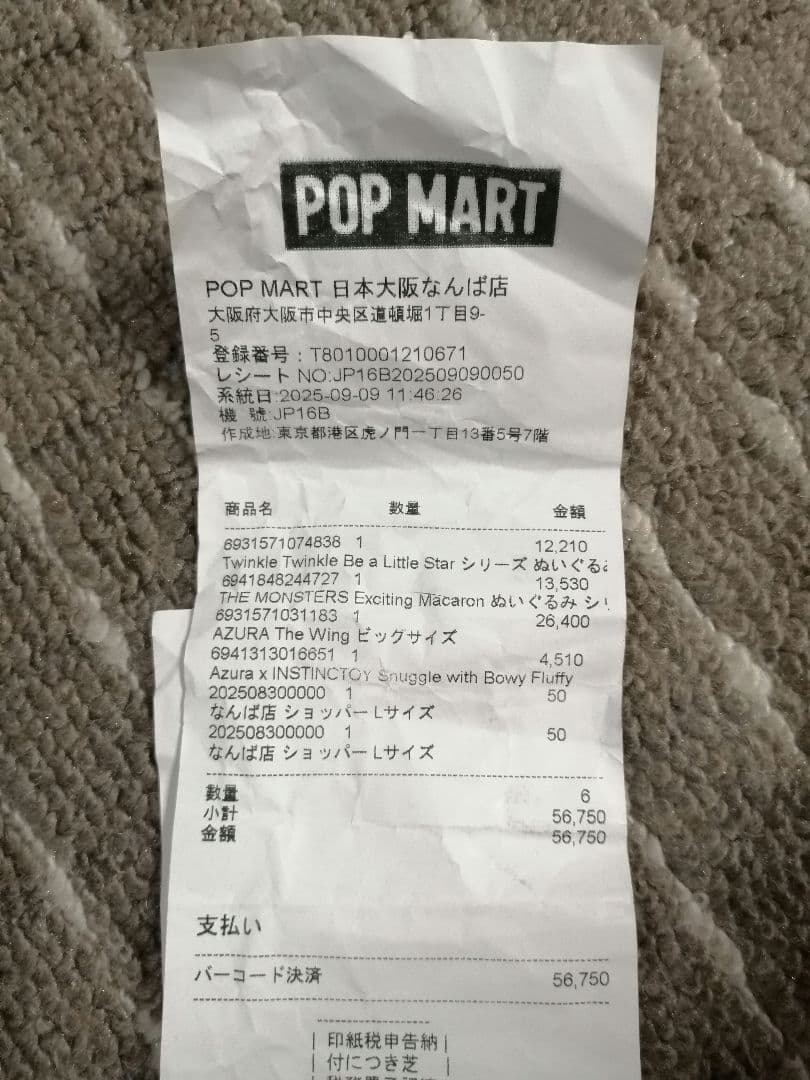 POP MART
POP MART 日本大阪なんば店
大阪府大阪市中央区道頓堀1丁目9-
5
登録番号：T8010001210671
レシート NO:JP16B202509090050
系統日:2025-09-09 11:46:26
機 號:JP16B
作成地:東京都港区虎ノ門一丁目13番5号7階
商品名 数量 金額
6931571074838 1 12,210
Twinkle Twinkle Be a Little Star シリーズ ぬいぐるみ
6941848244727 1 13,530
THE MONSTERS Exciting Macaron ぬいぐるみ シリ
6931571031183 1 26,400
AZURA The Wing ビッグサイズ
6941313016651 1 4,510
Azura x INSTINCTOY Snuggle with Bowy Fluffy
202508300000 1 50
なんば店 ショッパー Lサイズ
202508300000 1 50
なんば店 ショッパー Lサイズ
数量 6
小計 56,750
金額 56,750
支払い
バーコード決済 56,750
印紙税申告納
付につき芝